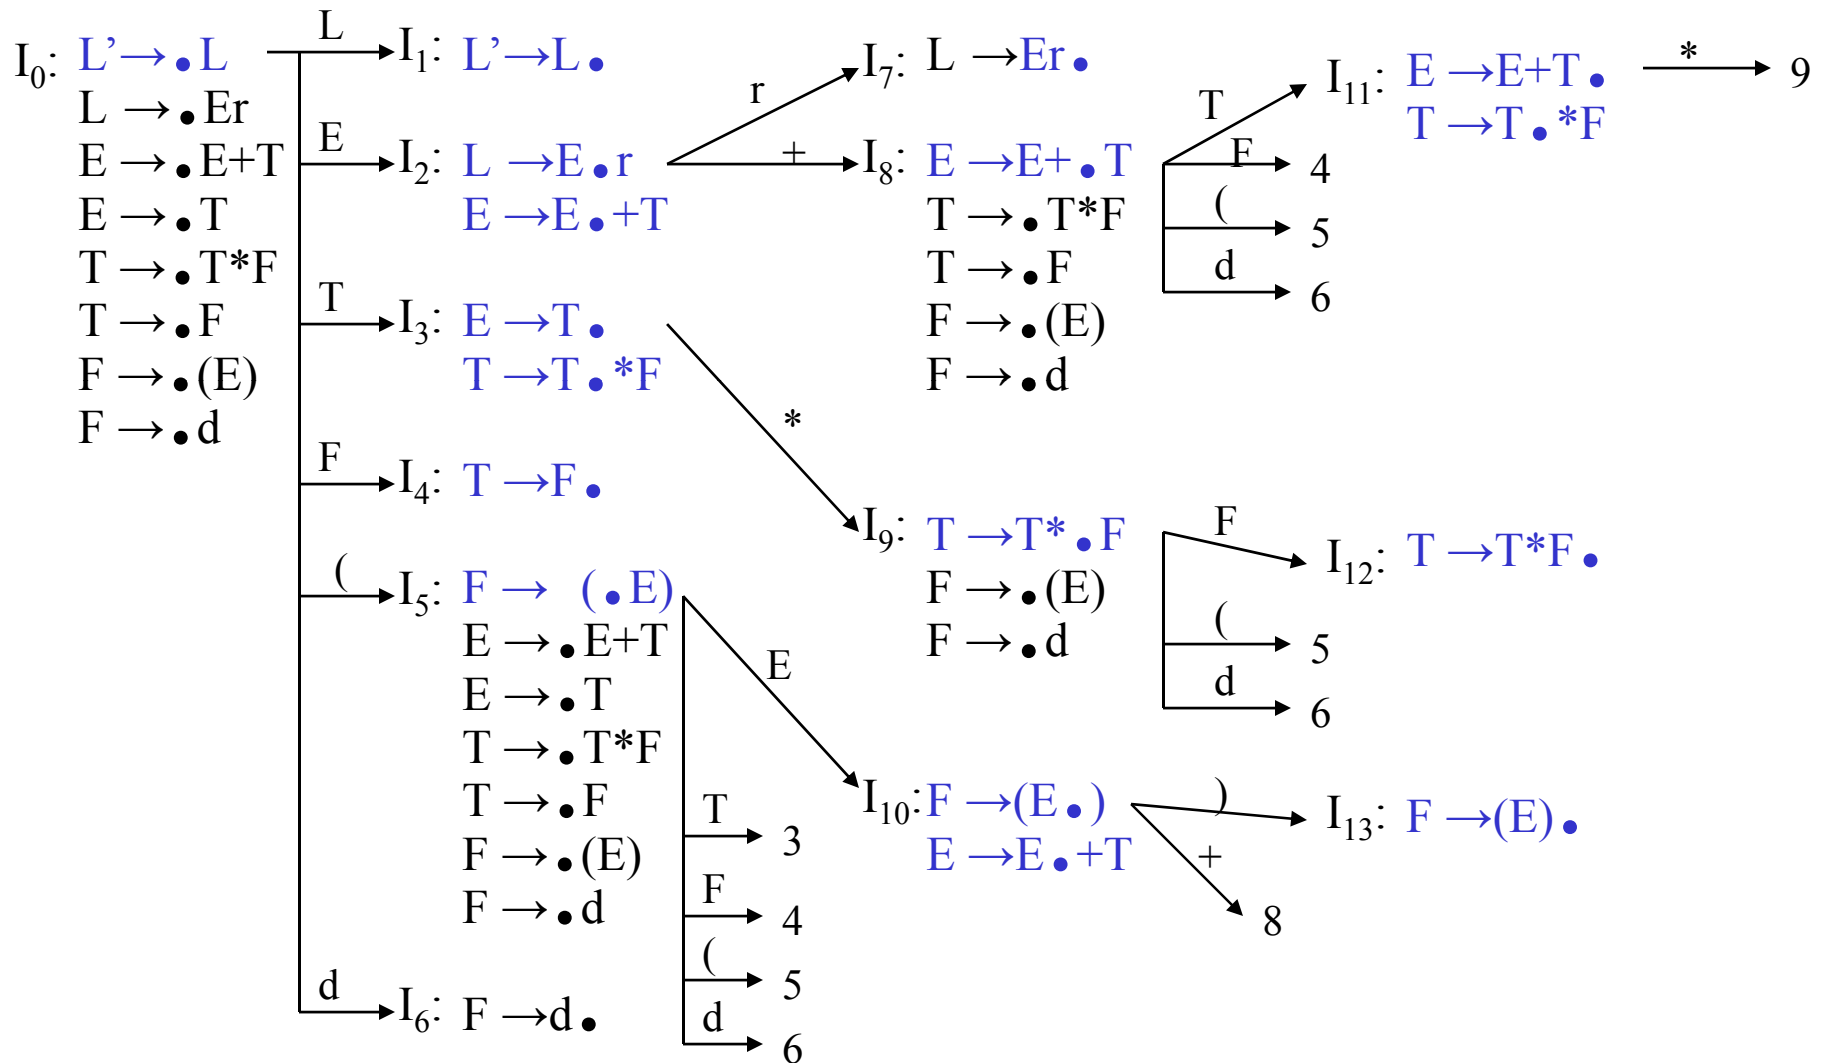 I₀: L’→•L
L →•Er
E →•E+T
E →•T
T →•T*F
T →•F
F →•(E)
F →•d
L
E
T
F
(
d
I₁: L’→L•
I₂: L →E•r
E →E•+T
I₃: E →T•
T →T•*F
I₄: T →F•
I₅: F → (•E)
E →•E+T
E →•T
T →•T*F
T →•F
F →•(E)
F →•d
I₆: F →d•
r
+
*
E
T 3
F 4
( 5
d 6
I₇: L →Er•
I₈: E →E+•T
T →•T*F
T →•F
F →•(E)
F →•d
I₉: T →T*•F
F →•(E)
F →•d
I₁₀: F →(E•)
E →E•+T
T
F 4
( 5
d 6
F
( 5
d 6
)
+ 8
I₁₁: E →E+T•
T →T•*F
* 9
I₁₂: T →T*F•
I₁₃: F →(E)•